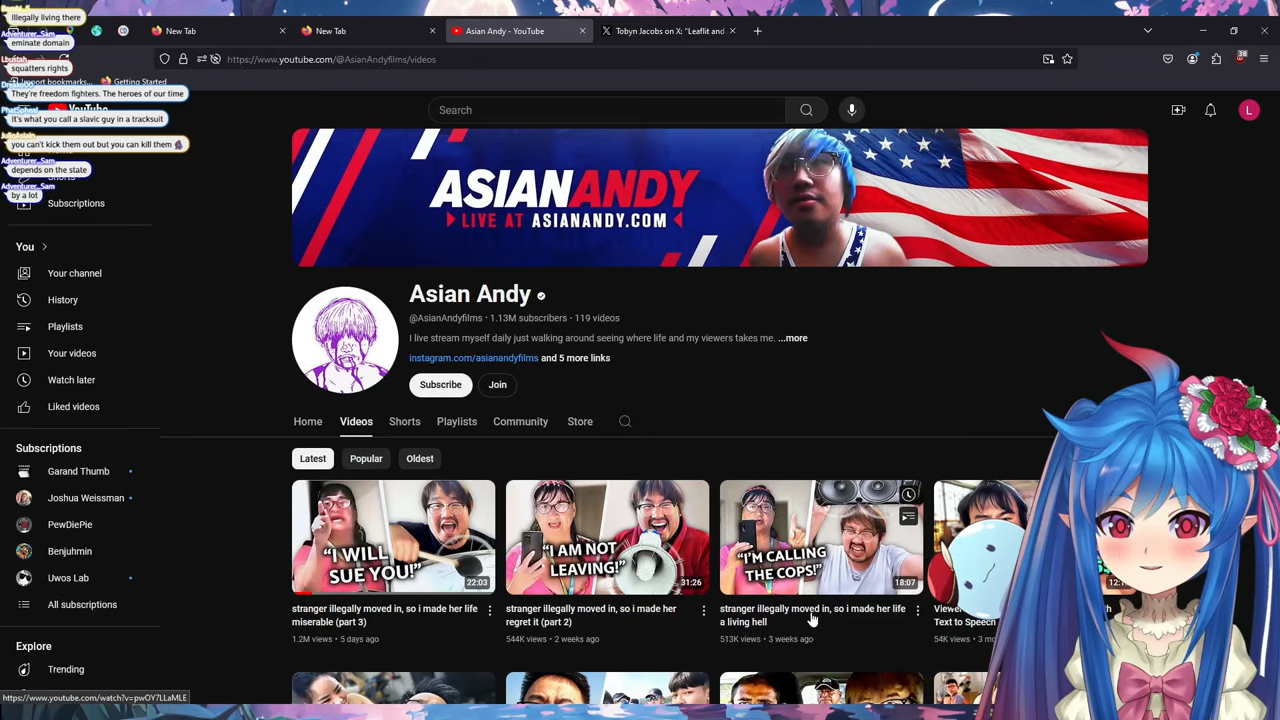 Illegally living there
Adventurer_Sam
eminate domain
squatters rights
They're freedom fighters. The heroes of our time
It's what you call a slavic guy in a tracksuit
you can't kick them out but you can kill them
Adventurer_Sam
depends on the state
Adventurer_Sam
by a lot
New Tab
New Tab
Asian Andy - YouTube
Tobyn Jacobs on X: "Leaflit and
https://www.youtube.com/@AsianAndyfilms/videos
38
Import bookmarks...
Getting Started
Search
L
Shorts
Subscriptions
You
Your channel
History
Playlists
Your videos
Watch later
Liked videos
Subscriptions
Garand Thumb
Joshua Weissman
PewDiePie
Benjuhmin
Uwos Lab
All subscriptions
Explore
Trending
ASIANANDY
LIVE AT ASIANANDY.COM
Asian Andy
@AsianAndyfilms · 1.13M subscribers · 119 videos
I live stream myself daily just walking around seeing where life and my viewers takes me. ...more
instagram.com/asianandyfilms and 5 more links
Subscribe
Join
Home
Videos
Shorts
Playlists
Community
Store
Latest
Popular
Oldest
"I WILL
SUE YOU!"
22:03
stranger illegally moved in, so i made her life
miserable (part 3)
1.2M views · 5 days ago
"I AM NOT
LEAVING!"
31:26
stranger illegally moved in, so i made her
regret it (part 2)
544K views · 2 weeks ago
"I'M CALLING
THE COPS!"
18:07
stranger illegally moved in, so i made her life
a living hell
513K views · 3 weeks ago
Text to Speech
54K views
https://www.youtube.com/watch?v=pwOY7LLaMLE